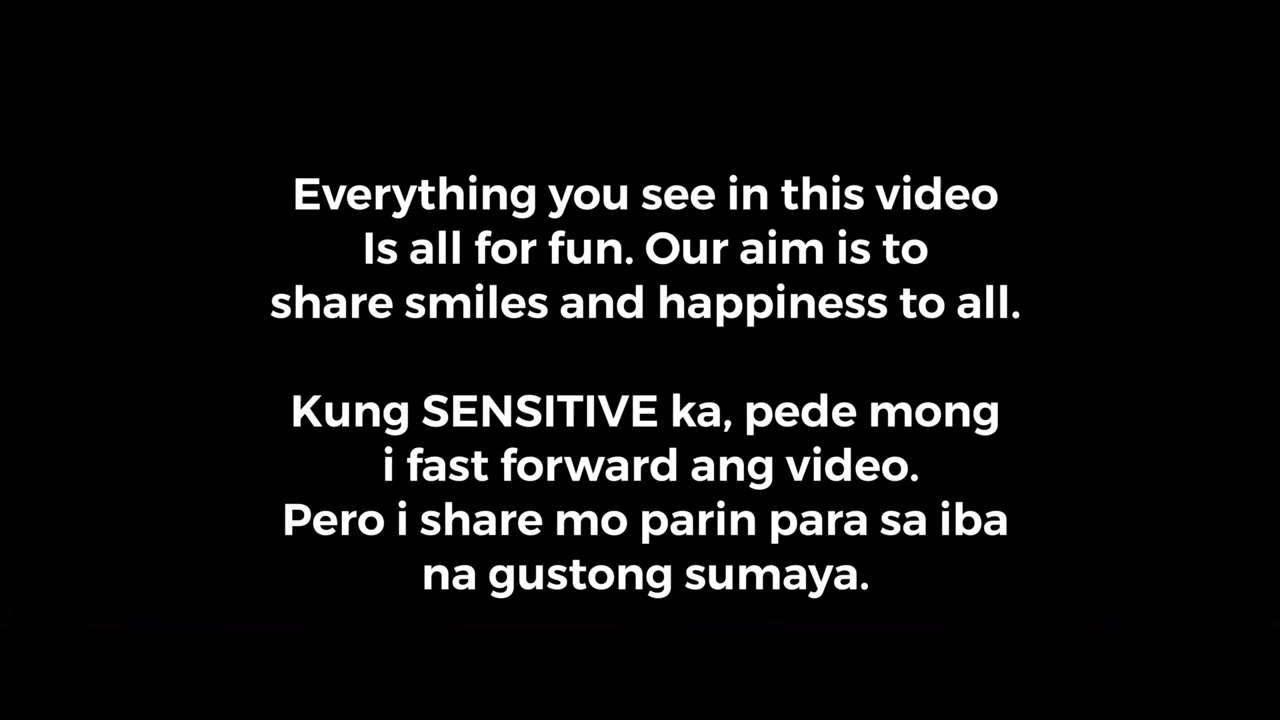 Everything you see in this video
Is all for fun. Our aim is to
share smiles and happiness to all.
Kung SENSITIVE ka, pede mong
i fast forward ang video.
Pero i share mo parin para sa iba
na gustong sumaya.